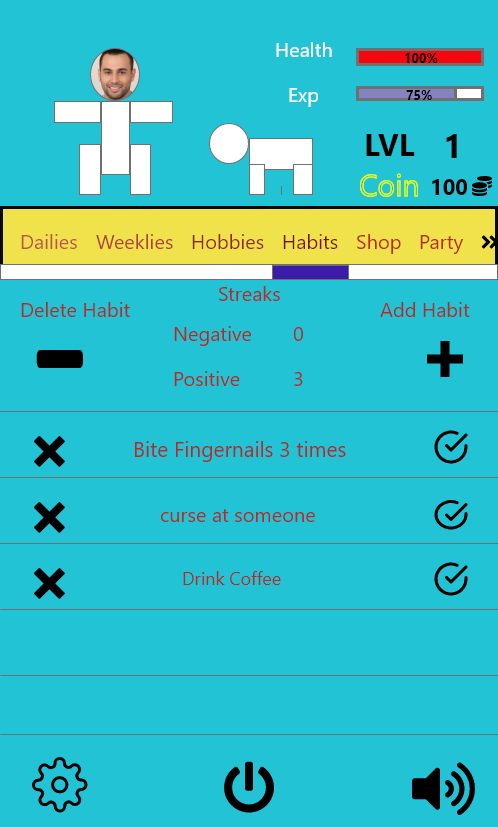 Health 100%
Exp 75%
LVL 1
Coin 100
Dailies Weeklies Hobbies Habits Shop Party »
Streaks
Delete Habit Add Habit
Negative 0
Positive 3
Bite Fingernails 3 times
curse at someone
Drink Coffee